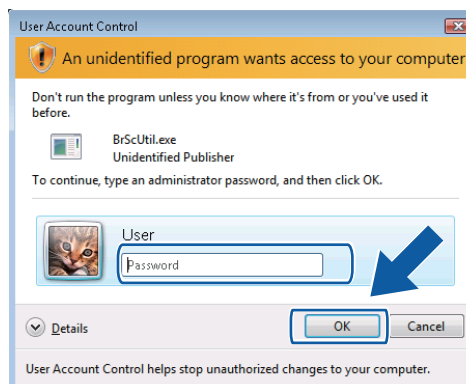 User Account Control
An unidentified program wants access to your computer
Don't run the program unless you know where it's from or you've used it
before.
BrScUtil.exe
Unidentified Publisher
To continue, type an administrator password, and then click OK.
User
Password
Details
OK
Cancel
User Account Control helps stop unauthorized changes to your computer.